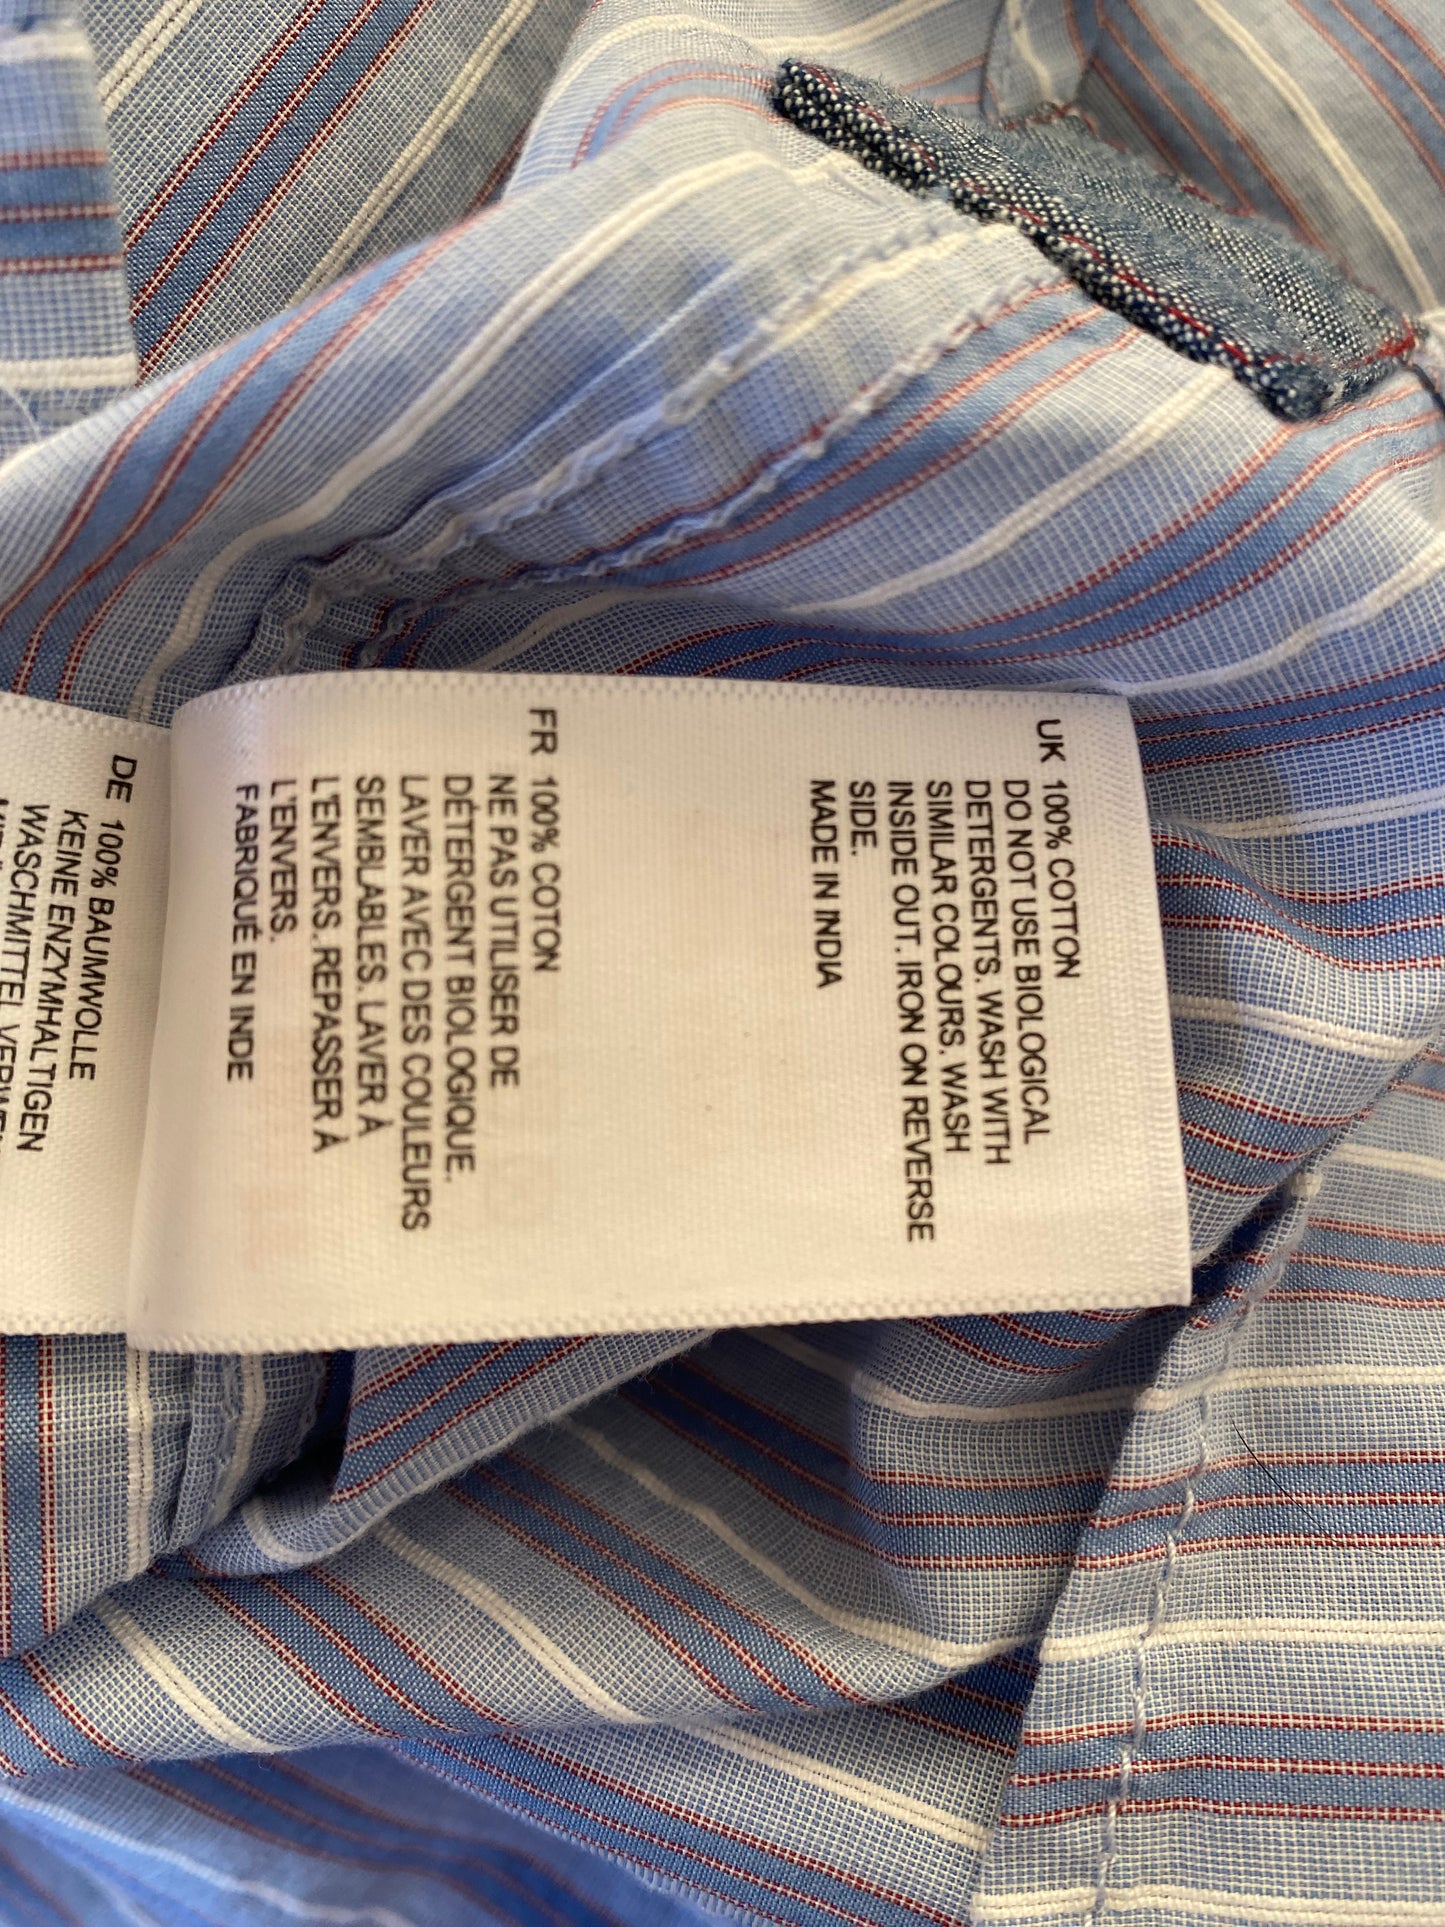 UK 100% COTTON
DO NOT USE BIOLOGICAL
DETERGENTS. WASH WITH
SIMILAR COLOURS. WASH
INSIDE OUT. IRON ON REVERSE
SIDE.
MADE IN INDIA
FR 100% COTON
NE PAS UTILISER DE
DÉTERGENT BIOLOGIQUE.
LAVER AVEC DES COULEURS
SEMBLABLES. LAVER À
L'ENVERS. REPASSER À
L'ENVERS.
FABRIQUÉ EN INDE
DE 100% BAUMWOLLE
KEINE ENZYMHALTIGEN
WASCHMITTEL